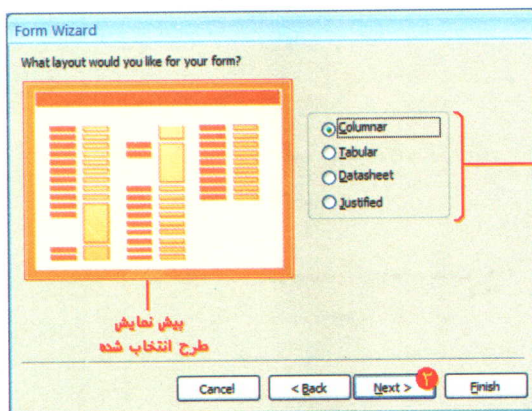 Form Wizard
What layout would you like for your form?
Columnar
Tabular
Datasheet
Justified
پیش نمایش
طرح انتخاب شده
Cancel
< Back
Next >
۳
Finish